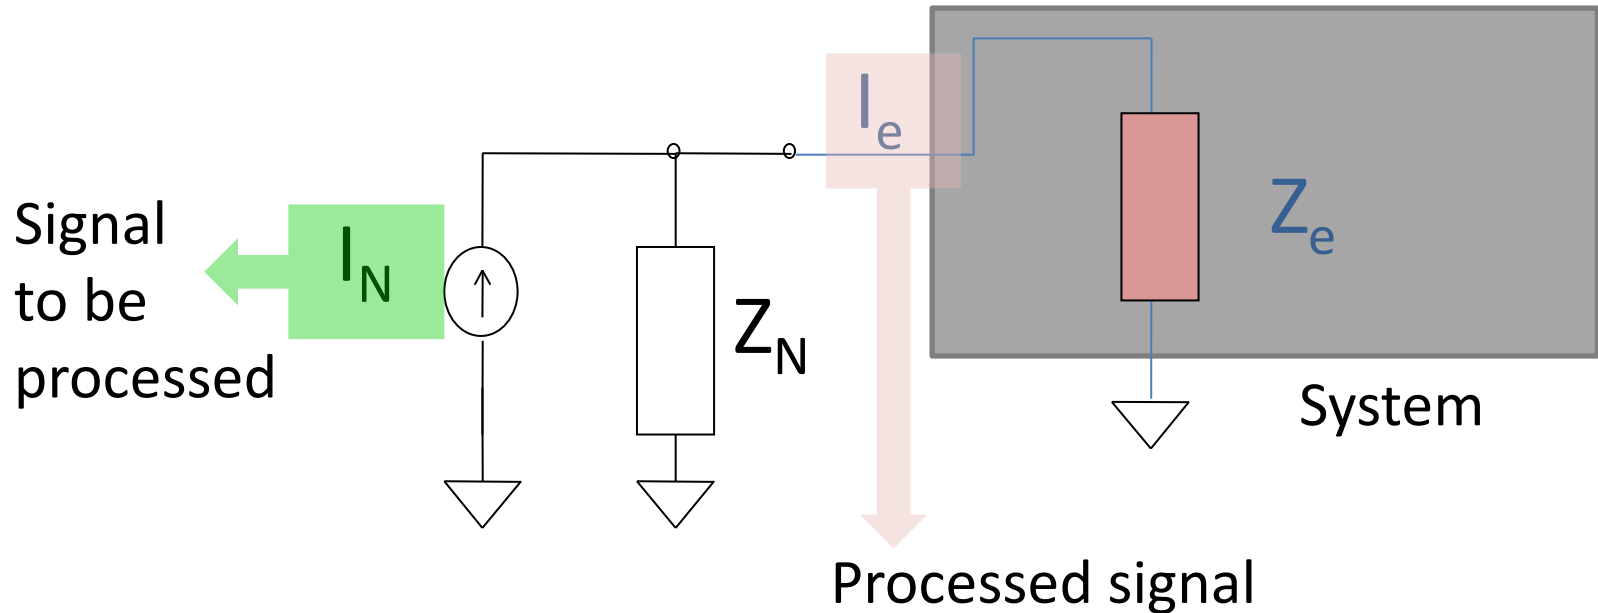 Signal
to be
processed
I_N
Z_N
I_e
Z_e
System
Processed signal